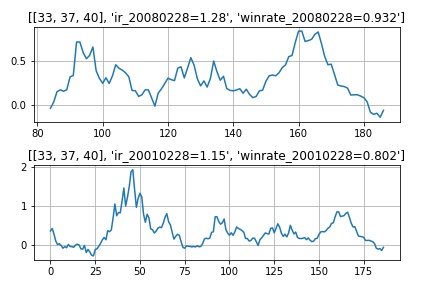 [[33, 37, 40], 'ir_20080228=1.28', 'winrate_20080228=0.932']
0.5
0.0
80 100 120 140 160 180
[[33, 37, 40], 'ir_20010228=1.15', 'winrate_20010228=0.802']
2
1
0
0 25 50 75 100 125 150 175